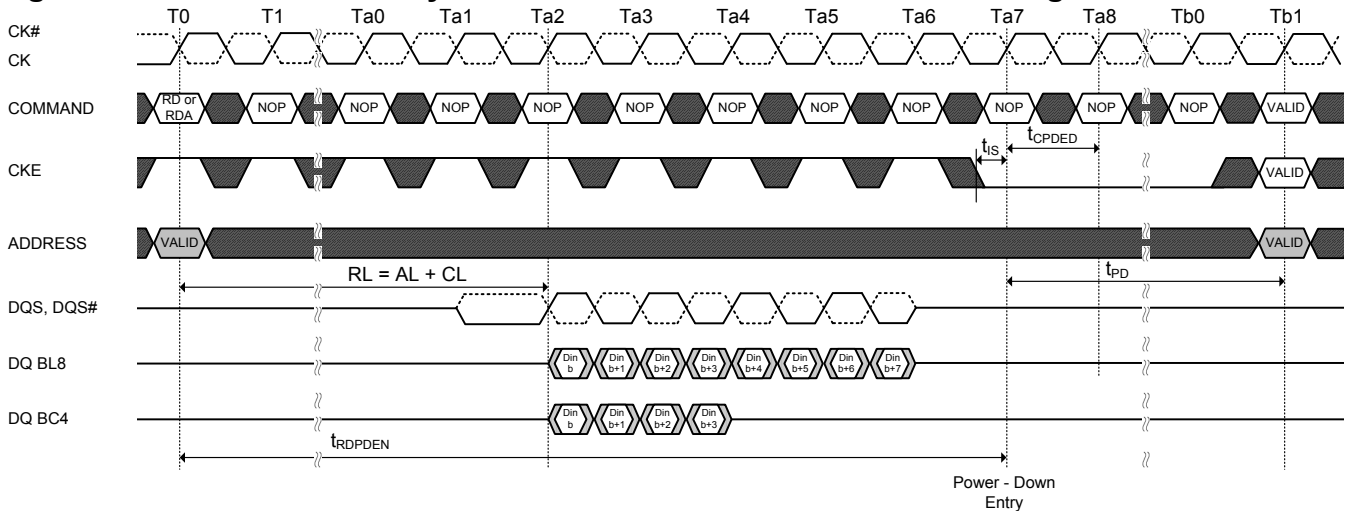 T0 T1 Ta0 Ta1 Ta2 Ta3 Ta4 Ta5 Ta6 Ta7 Ta8 Tb0 Tb1
CK#
CK
COMMAND RD or RDA NOP NOP NOP NOP NOP NOP NOP NOP NOP NOP NOP VALID
tIS tCPDED
CKE VALID
ADDRESS VALID VALID
RL = AL + CL tPD
DQS, DQS#
DQ BL8 Din b Din b+1 Din b+2 Din b+3 Din b+4 Din b+5 Din b+6 Din b+7
DQ BC4 Din b Din b+1 Din b+2 Din b+3
tRDPDEN
Power - Down
Entry